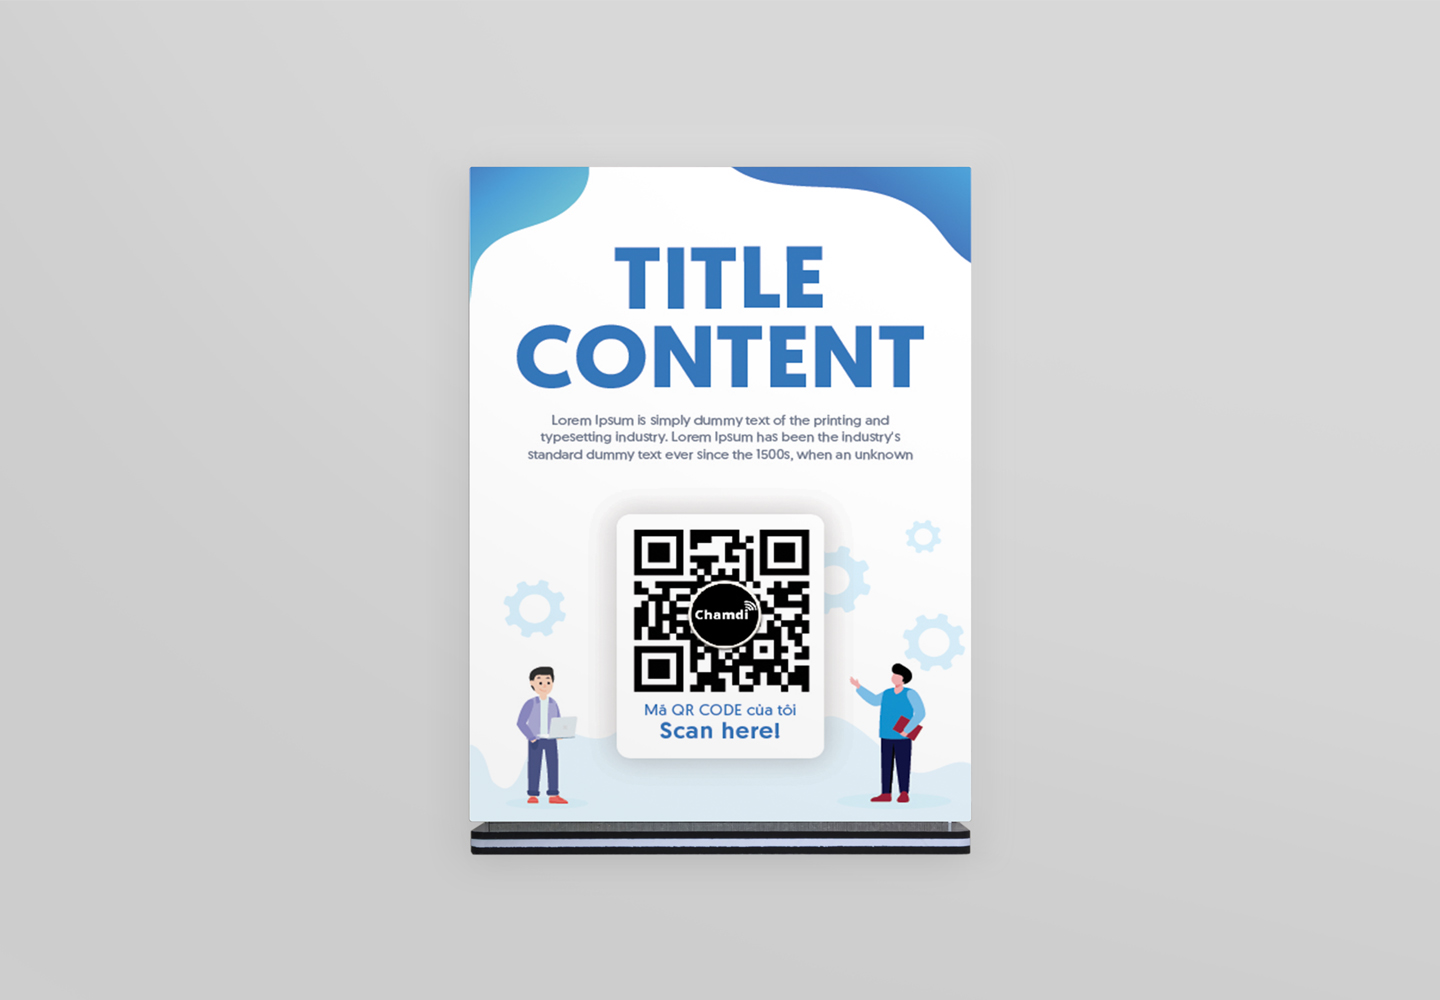 TITLE
CONTENT
Lorem Ipsum is simply dummy text of the printing and
typesetting industry. Lorem Ipsum has been the industry's
standard dummy text ever since the 1500s, when an unknown
Chamdi
Mã QR CODE của tôi
Scan here!